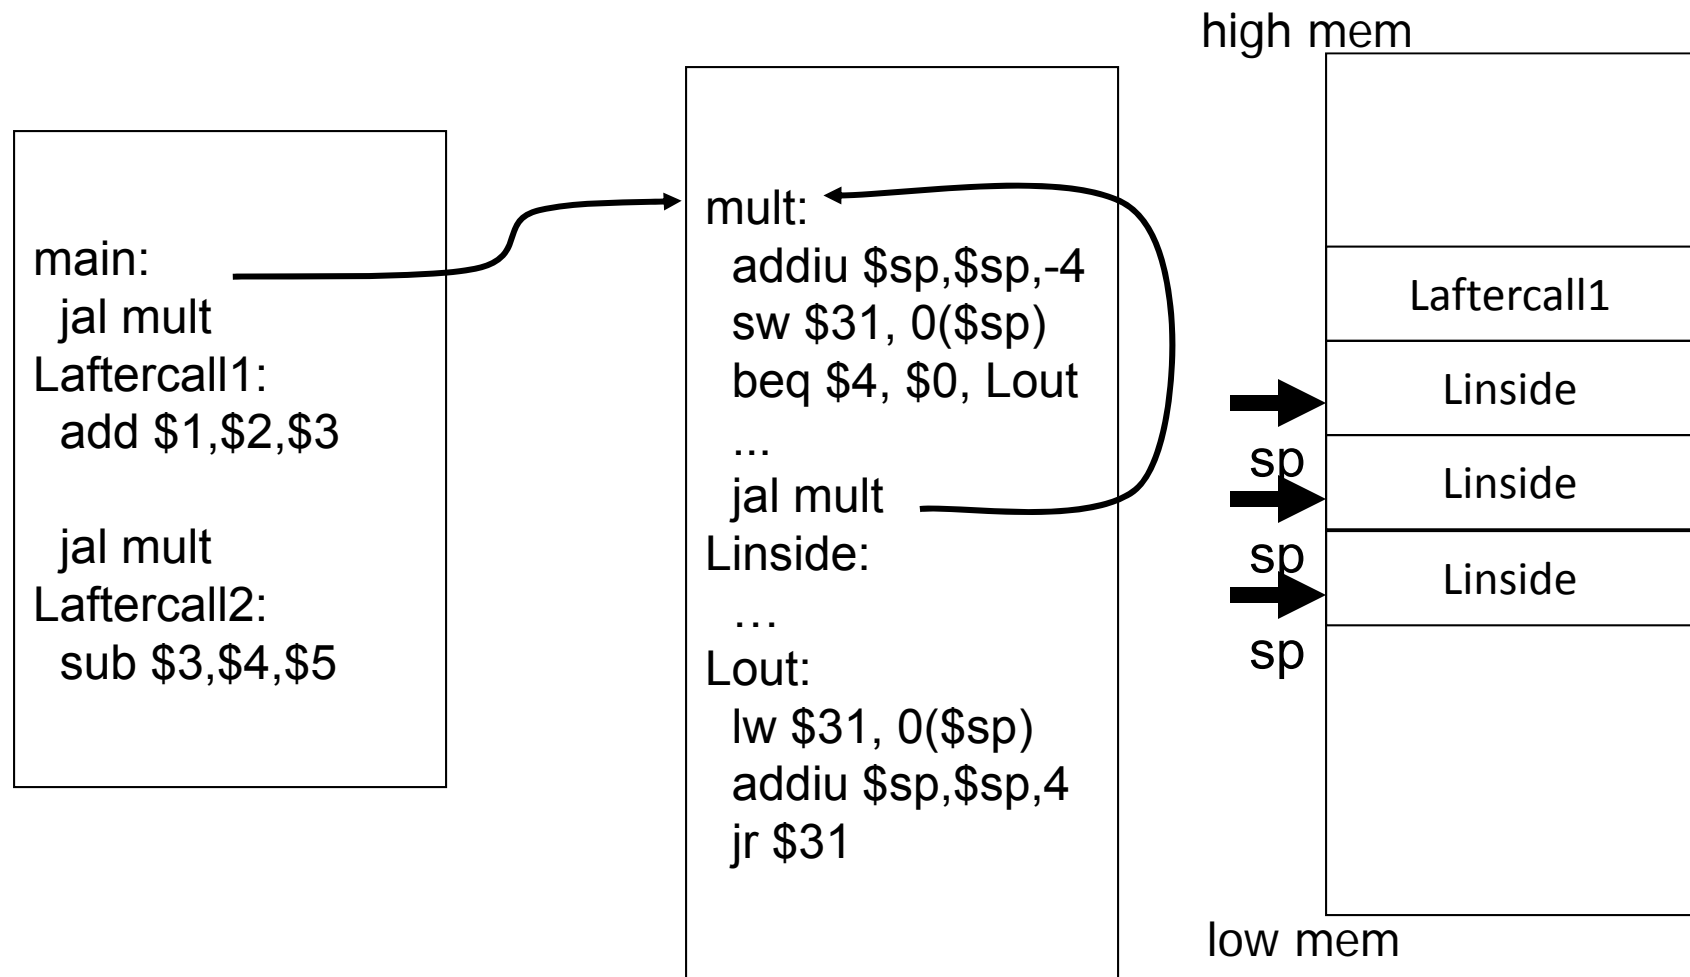 main:
jal mult
Laftercall1:
add $1,$2,$3
jal mult
Laftercall2:
sub $3,$4,$5
mult:
addiu $sp,$sp,-4
sw $31, 0($sp)
beq $4, $0, Lout
...
jal mult
Linside:
…
Lout:
lw $31, 0($sp)
addiu $sp,$sp,4
jr $31
high mem
Laftercall1
Linside
sp
Linside
sp
Linside
sp
low mem